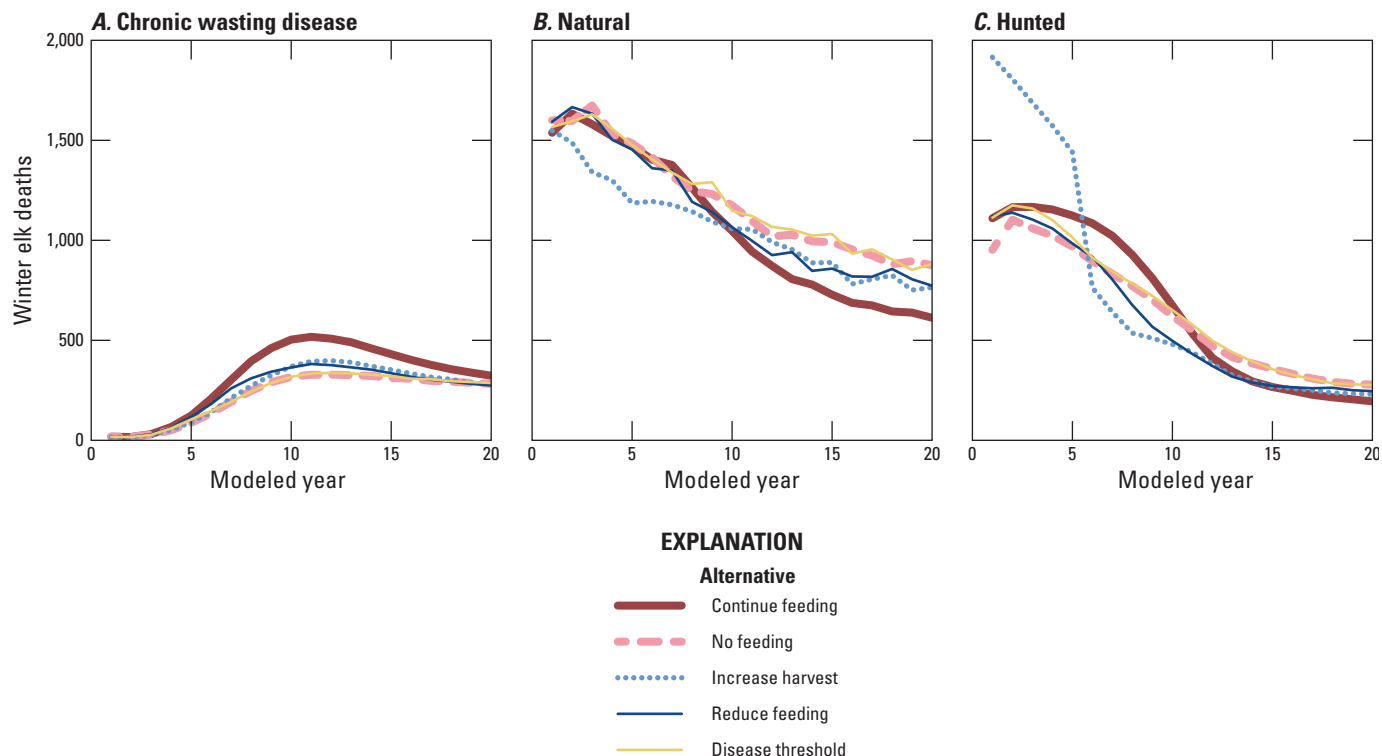 A. Chronic wasting disease
B. Natural
C. Hunted
Winter elk deaths
2,000
1,500
1,000
500
0
0 5 10 15 20
0 5 10 15 20
0 5 10 15 20
Modeled year
Modeled year
Modeled year
EXPLANATION
Alternative
Continue feeding
No feeding
Increase harvest
Reduce feeding
Disease threshold